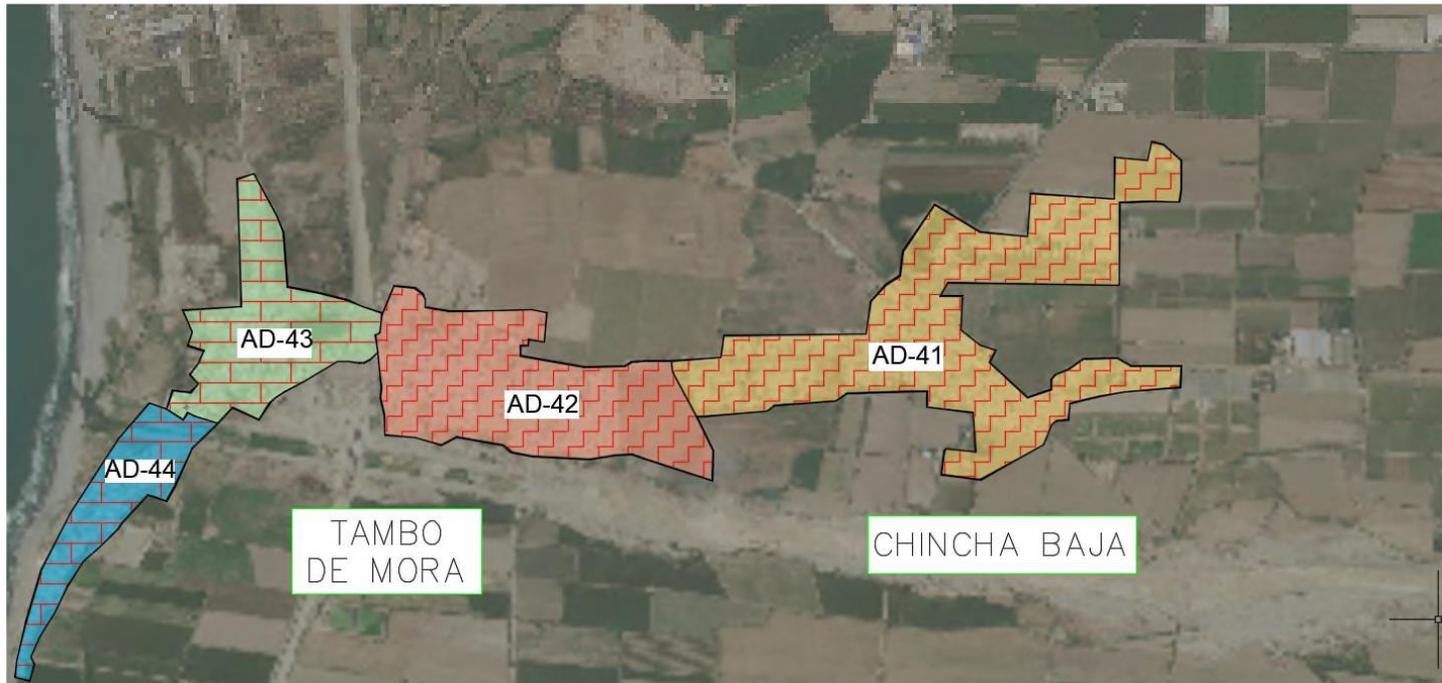 AD-43
AD-41
AD-42
AD-44
TAMBO
DE MORA
CHINCHA BAJA